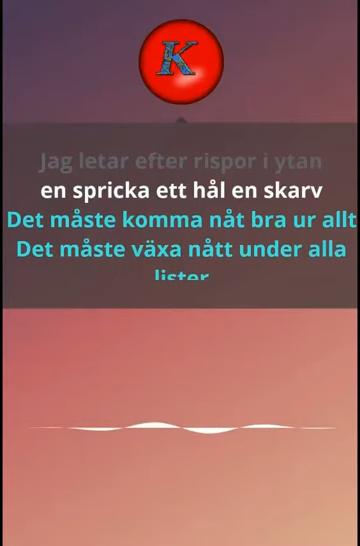 K
Jag letar efter rispor i ytan
en spricka ett hål en skarv
Det måste komma nåt bra ur allt
Det måste växa nått under alla
lister